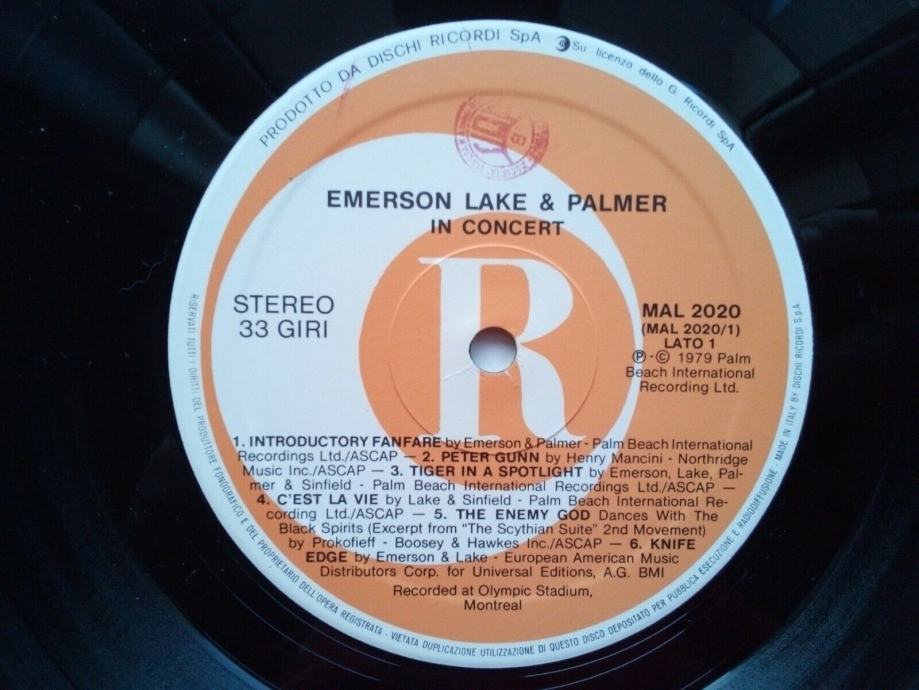 PRODOTTO DA DISCHI RICORDI SpA
Su licenza della G. Ricordi SpA
EMERSON LAKE & PALMER
IN CONCERT
R
STEREO
33 GIRI
MAL 2020
(MAL 2020/1)
LATO 1
Ⓟ-© 1979 Palm
Beach International
Recording Ltd.
1. INTRODUCTORY FANFARE by Emerson & Palmer - Palm Beach International
Recordings Ltd./ASCAP — 2. PETER GUNN by Henry Mancini - Northridge
Music Inc./ASCAP — 3. TIGER IN A SPOTLIGHT by Emerson, Lake, Pal-
mer & Sinfield - Palm Beach International Recordings Ltd./ASCAP —
4. C'EST LA VIE by Lake & Sinfield - Palm Beach International Re-
cording Ltd./ASCAP — 5. THE ENEMY GOD Dances With The
Black Spirits (Excerpt from "The Scythian Suite" 2nd Movement)
by Prokofieff - Boosey & Hawkes Inc./ASCAP — 6. KNIFE
EDGE by Emerson & Lake - European American Music
Distributors Corp. for Universal Editions, A.G. BMI
Recorded at Olympic Stadium,
Montreal
RISERVATI TUTTI I DIRITTI DEL PRODUTTORE FONOGRAFICO E DEL PROPRIETARIO DELL'OPERA REGISTRATA - VIETATA DUPLICAZIONE UTILIZZAZIONE DI QUESTO DISCO DEPOSITATO PER PUBBLICA ESECUZIONE E RADIODIFFUSIONE - MADE IN ITALY BY DISCHI RICORDI S.p.A.